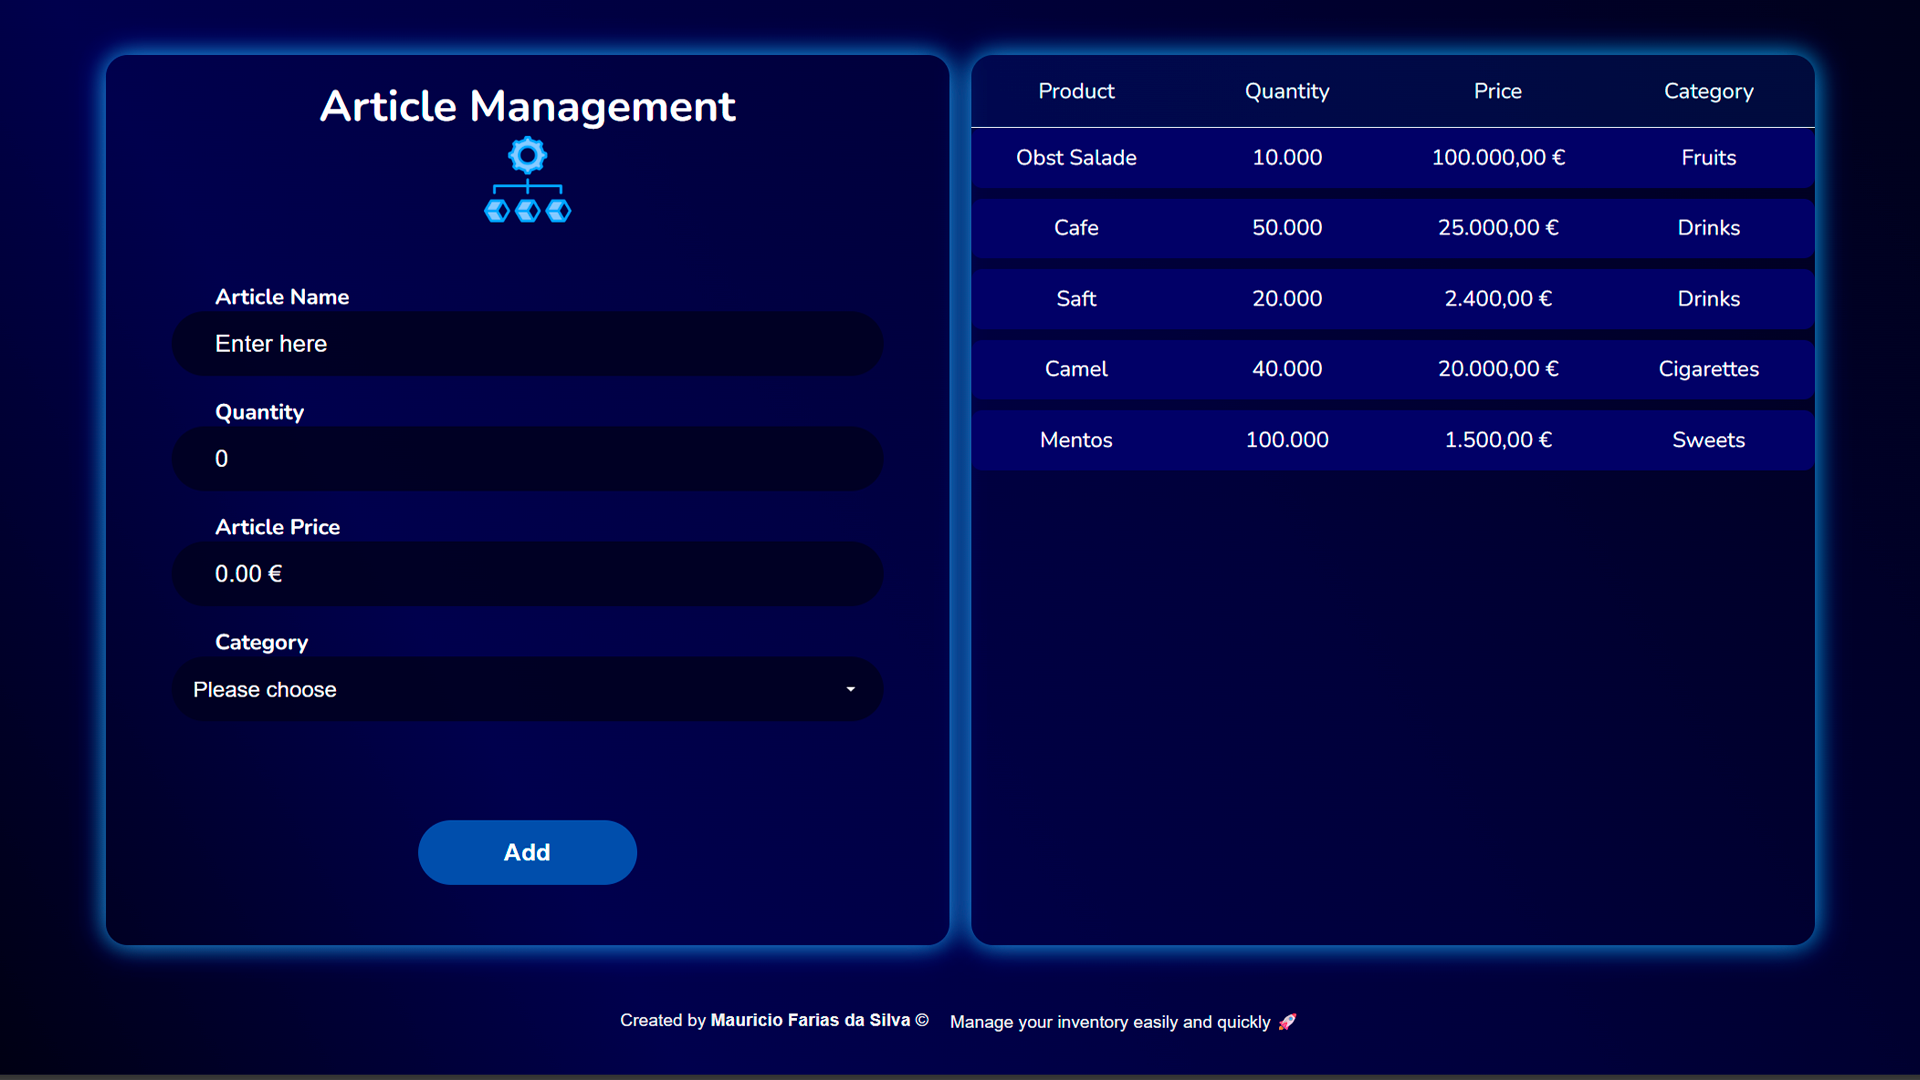 Article Management
Article Name
Enter here
Quantity
0
Article Price
0.00 €
Category
Please choose
Add
Product Quantity Price Category
Obst Salade 10.000 100.000,00 € Fruits
Cafe 50.000 25.000,00 € Drinks
Saft 20.000 2.400,00 € Drinks
Camel 40.000 20.000,00 € Cigarettes
Mentos 100.000 1.500,00 € Sweets
Created by Mauricio Farias da Silva © Manage your inventory easily and quickly 🚀